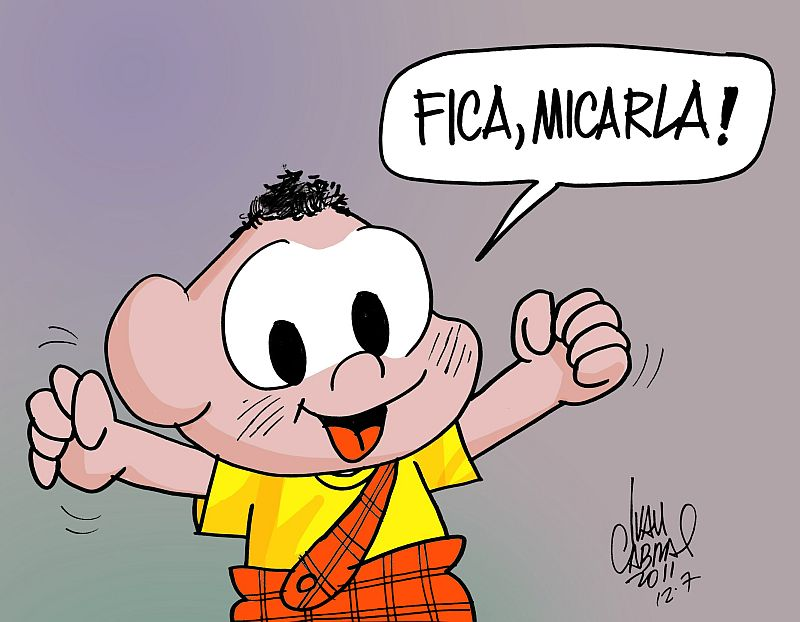 FICA, MICARLA!
IVAN
CABRAL
2011
12.7